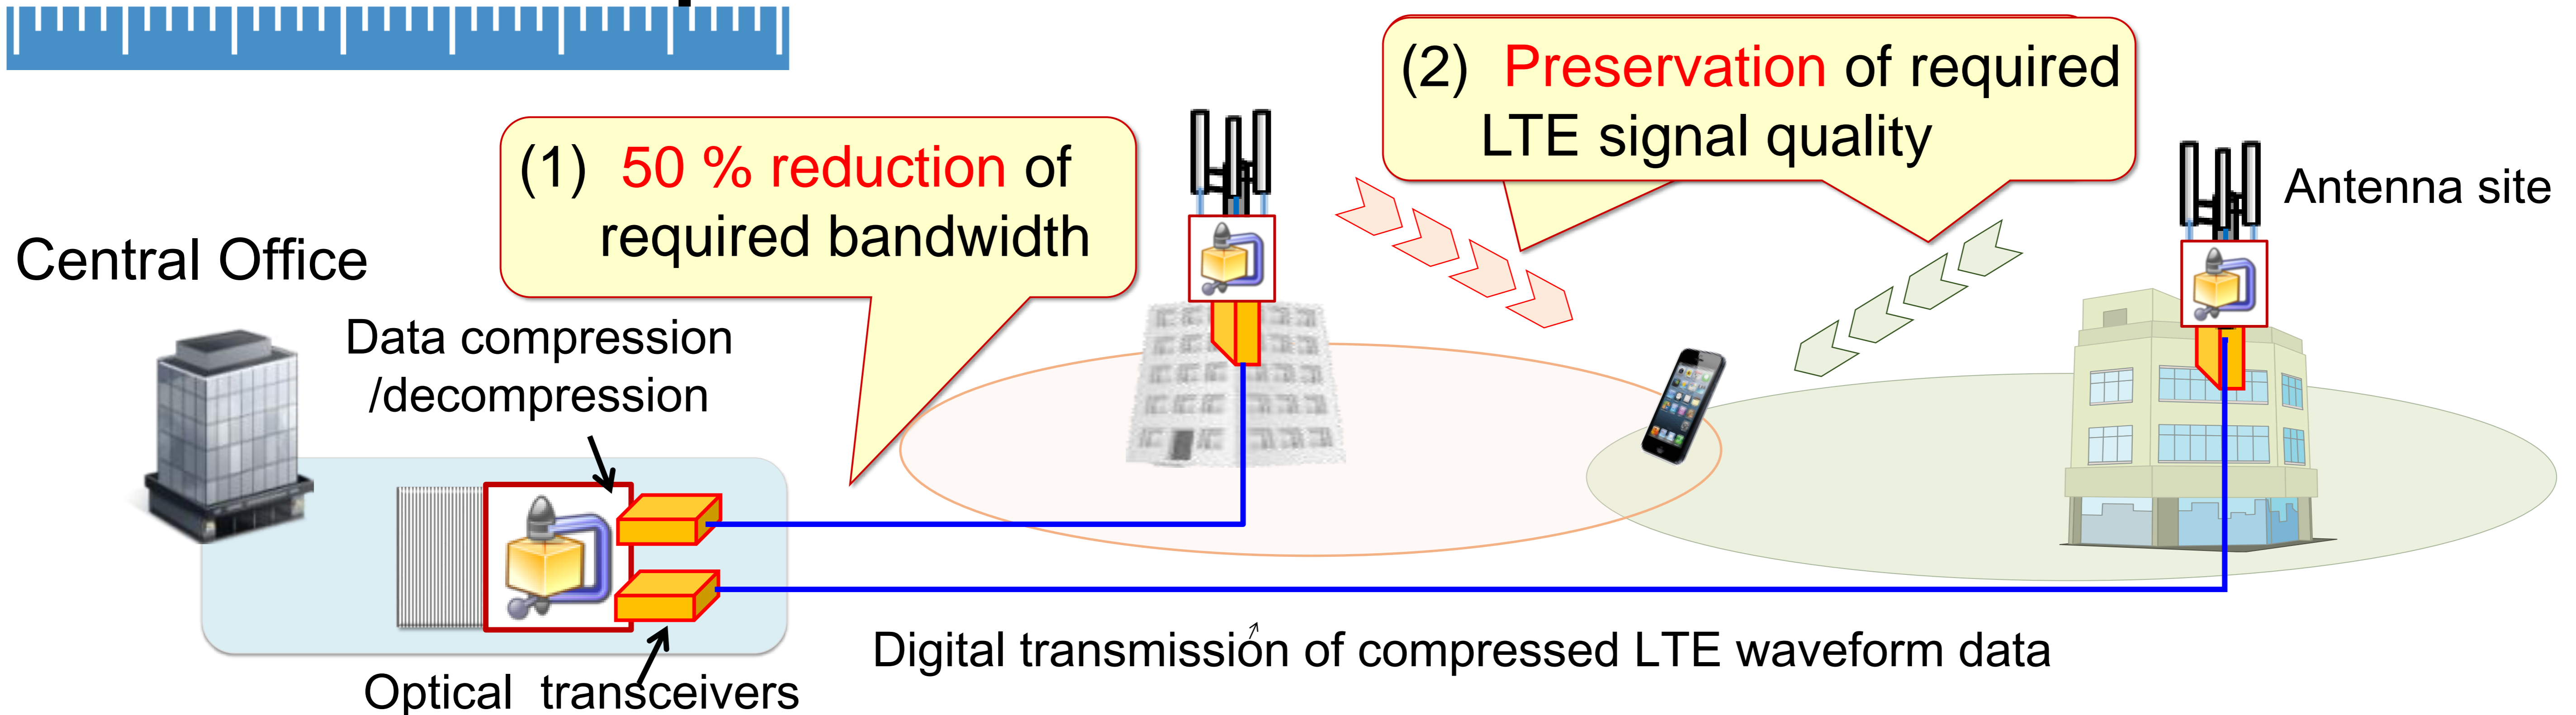 (2) Preservation of required
LTE signal quality
(1) 50 % reduction of
required bandwidth
Antenna site
Central Office
Data compression
/decompression
Digital transmission of compressed LTE waveform data
Optical transceivers